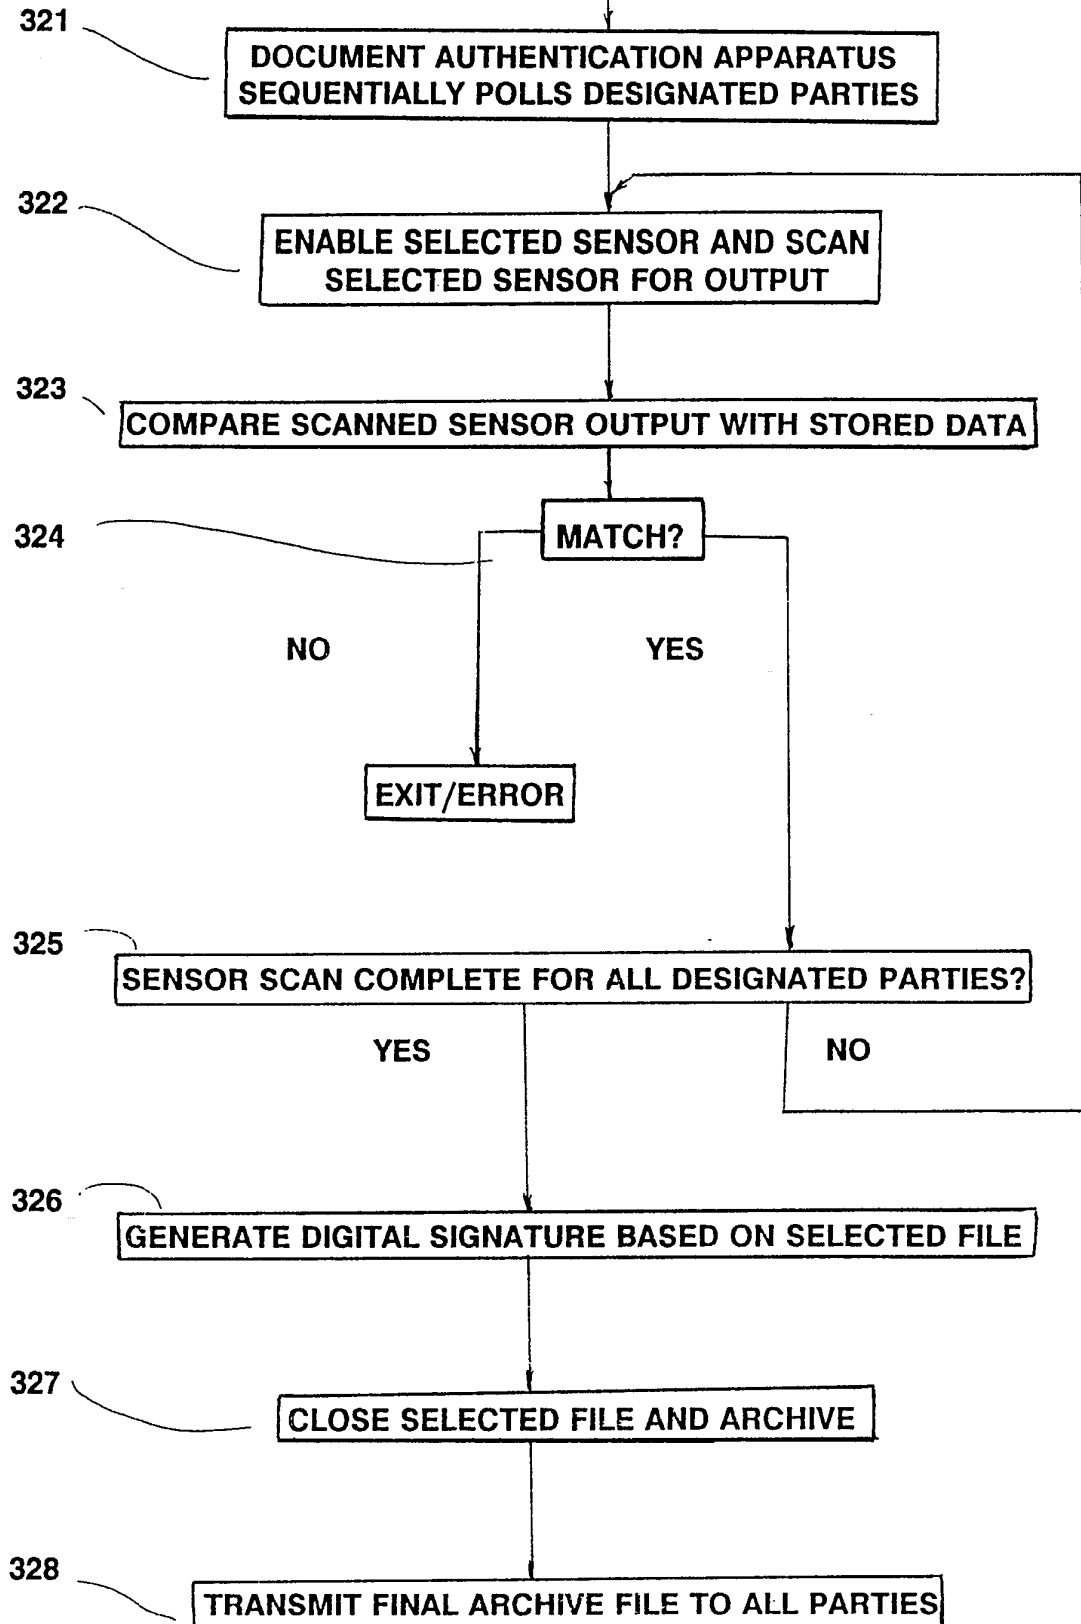 321
DOCUMENT AUTHENTICATION APPARATUS
SEQUENTIALLY POLLS DESIGNATED PARTIES
322
ENABLE SELECTED SENSOR AND SCAN
SELECTED SENSOR FOR OUTPUT
323
COMPARE SCANNED SENSOR OUTPUT WITH STORED DATA
324
MATCH?
NO
YES
EXIT/ERROR
325
SENSOR SCAN COMPLETE FOR ALL DESIGNATED PARTIES?
YES
NO
326
GENERATE DIGITAL SIGNATURE BASED ON SELECTED FILE
327
CLOSE SELECTED FILE AND ARCHIVE
328
TRANSMIT FINAL ARCHIVE FILE TO ALL PARTIES